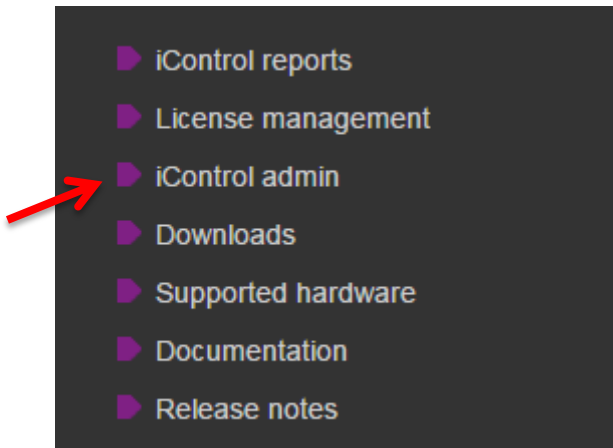 iControl reports
License management
iControl admin
Downloads
Supported hardware
Documentation
Release notes